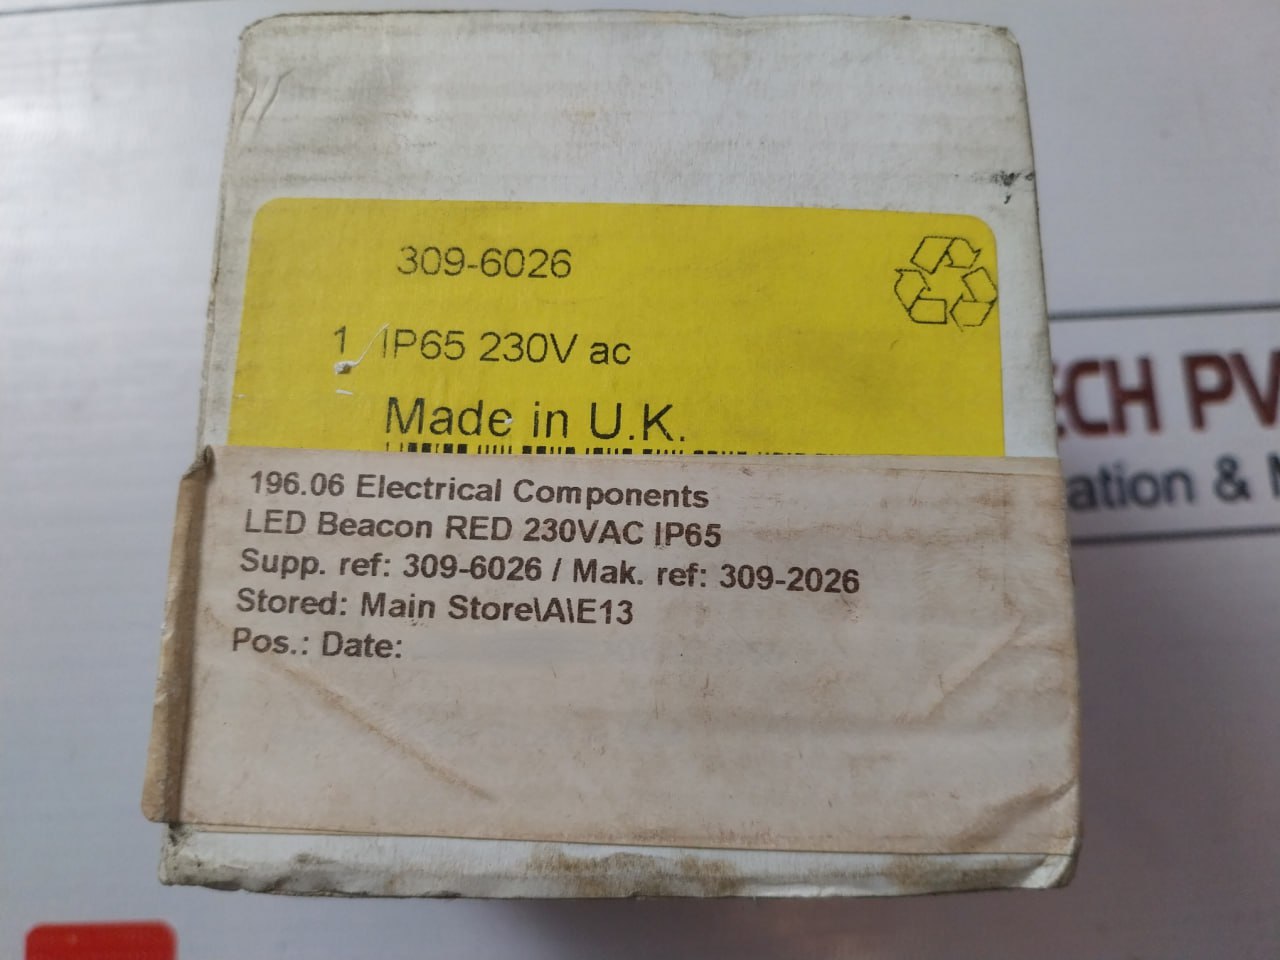 309-6026
1 IP65 230V ac
Made in U.K.
196.06 Electrical Components
LED Beacon RED 230VAC IP65
Supp. ref: 309-6026 / Mak. ref: 309-2026
Stored: Main Store\A\E13
Pos.: Date:
ECH PV
ation &